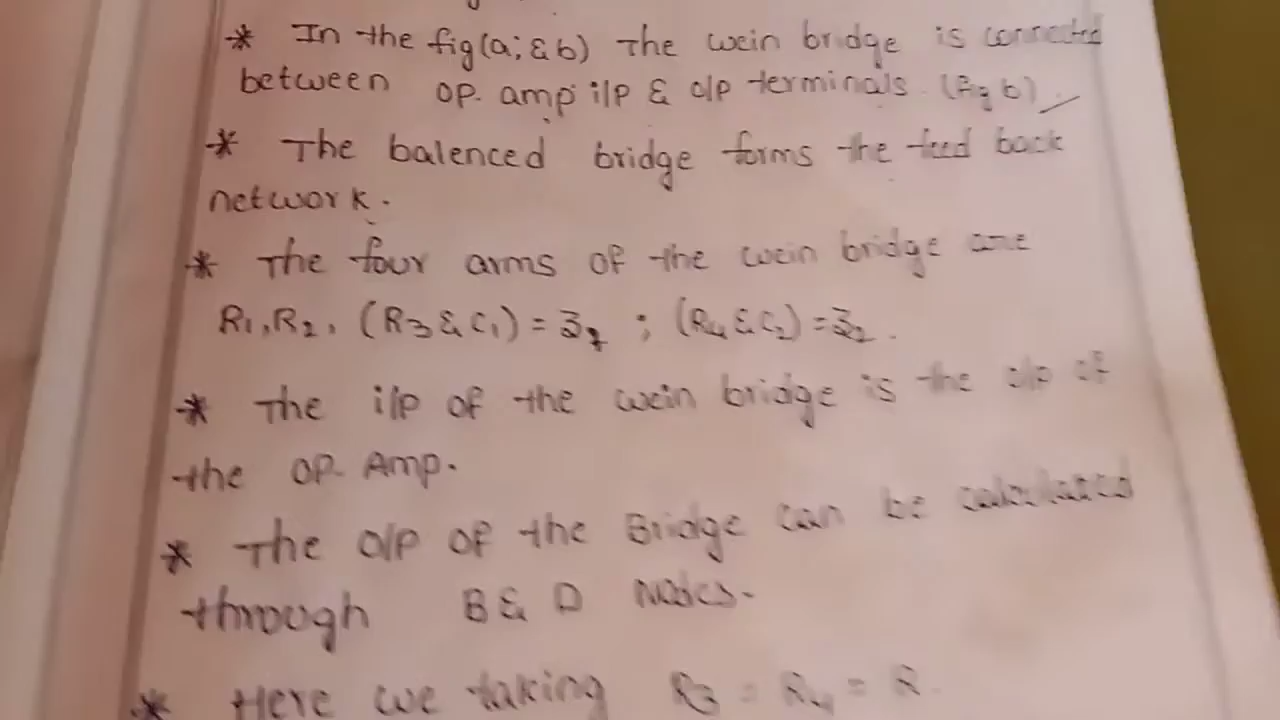 * In the fig(a; & b) The wein bridge is connected
between op. amp i/p & o/p terminals. (Fig b)
* The balenced bridge forms the feed back
network.
* The four arms of the wein bridge are
R1, R2, (R3 & C1) = Z1 ; (R4 & C2) = Z2.
* The i/p of the wein bridge is the o/p of
the OP. Amp.
* The o/p of the Bridge can be calculated
through B & D Nodes.
* Here we taking R3 = R4 = R.